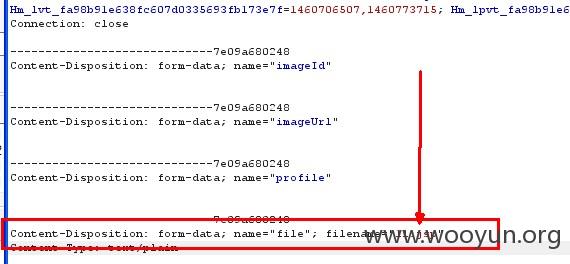 Hm_lvt_fa98b91e638fc607d0335693fb173e7f=1460706507,1460773715; Hm_lpvt_fa98b91e6
Connection: close
-----------------------------7e09a680248
Content-Disposition: form-data; name="imageId"
-----------------------------7e09a680248
Content-Disposition: form-data; name="imageUrl"
-----------------------------7e09a680248
Content-Disposition: form-data; name="profile"
-----------------------------7e09a680248
Content-Disposition: form-data; name="file"; filename=
www.wooyun.org
Content-Type: text/plain